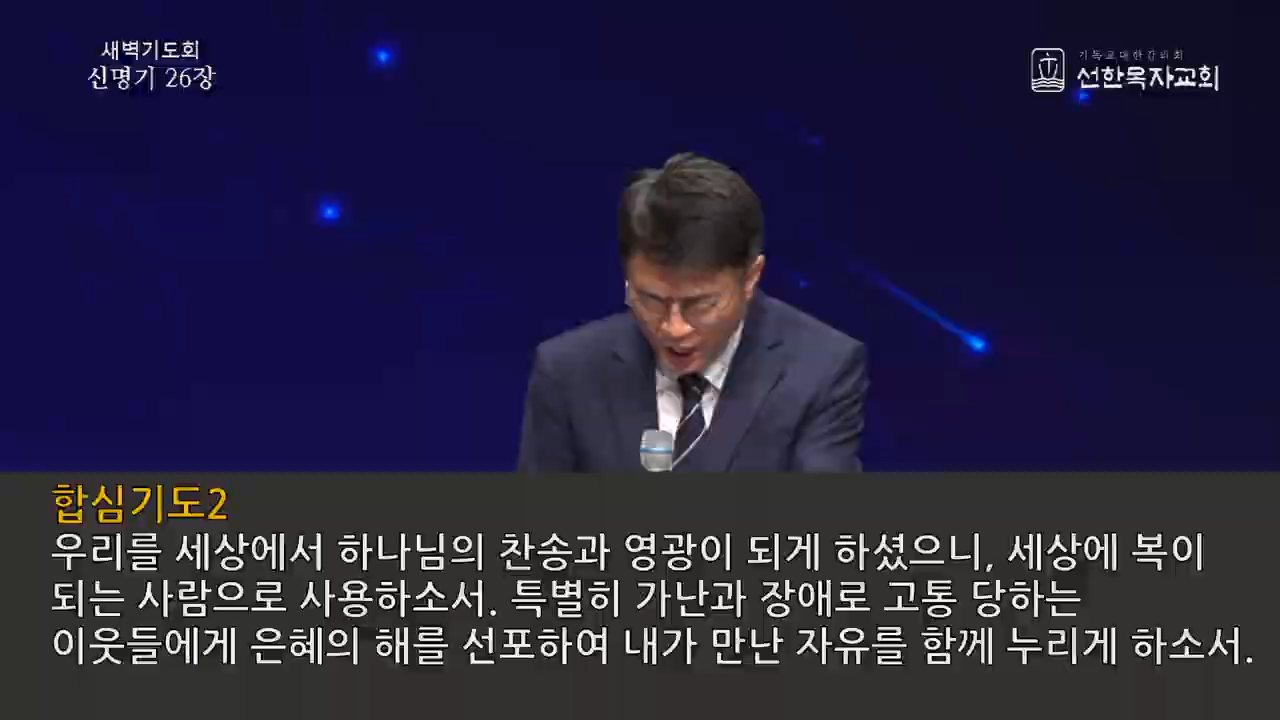 새벽기도회
신명기 26장
기독교대한감리회
선한목자교회
합심기도2
우리를 세상에서 하나님의 찬송과 영광이 되게 하셨으니, 세상에 복이
되는 사람으로 사용하소서. 특별히 가난과 장애로 고통 당하는
이웃들에게 은혜의 해를 선포하여 내가 만난 자유를 함께 누리게 하소서.